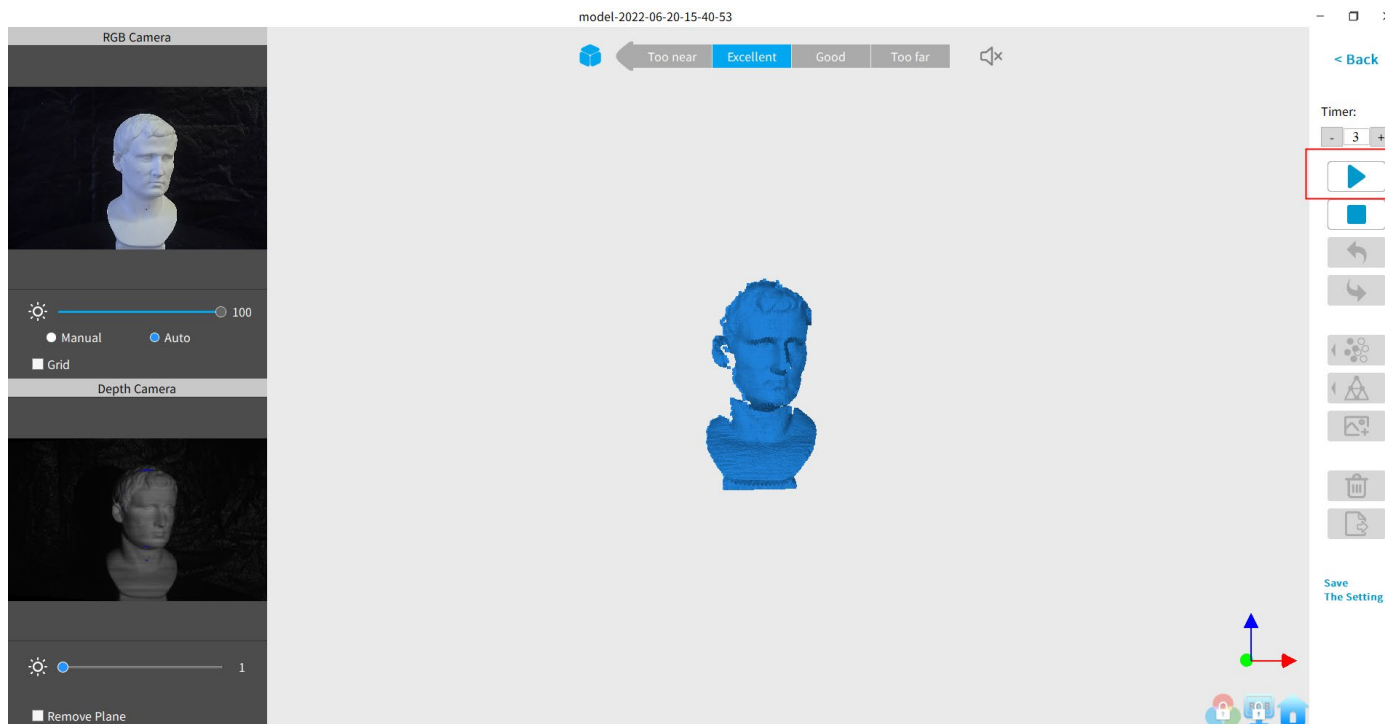 model-2022-06-20-15-40-53
RGB Camera
Too near
Excellent
Good
Too far
< Back
Timer:
- 3 +
100
Manual
Auto
Grid
Depth Camera
1
Remove Plane
Save
The Setting
RGB